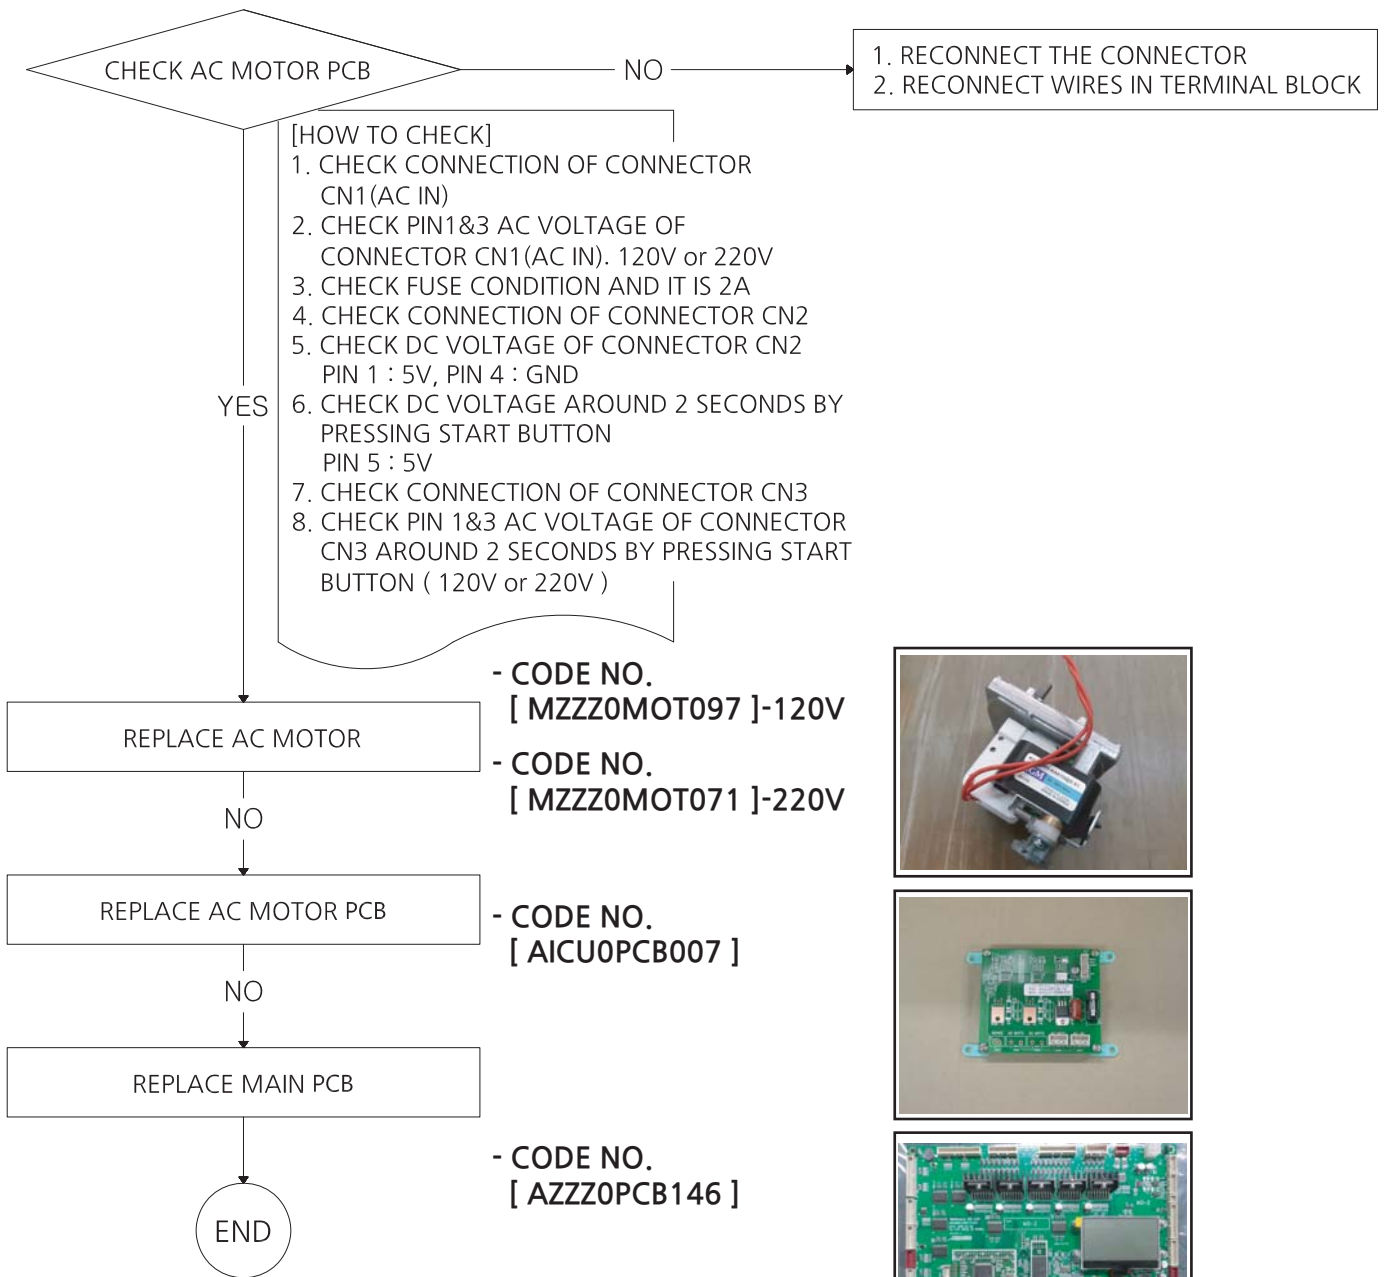 CHECK AC MOTOR PCB
NO
1. RECONNECT THE CONNECTOR
2. RECONNECT WIRES IN TERMINAL BLOCK
[HOW TO CHECK]
1. CHECK CONNECTION OF CONNECTOR
CN1(AC IN)
2. CHECK PIN1&3 AC VOLTAGE OF
CONNECTOR CN1(AC IN). 120V or 220V
3. CHECK FUSE CONDITION AND IT IS 2A
4. CHECK CONNECTION OF CONNECTOR CN2
5. CHECK DC VOLTAGE OF CONNECTOR CN2
PIN 1 : 5V, PIN 4 : GND
6. CHECK DC VOLTAGE AROUND 2 SECONDS BY
PRESSING START BUTTON
PIN 5 : 5V
7. CHECK CONNECTION OF CONNECTOR CN3
8. CHECK PIN 1&3 AC VOLTAGE OF CONNECTOR
CN3 AROUND 2 SECONDS BY PRESSING START
BUTTON ( 120V or 220V )
YES
REPLACE AC MOTOR
- CODE NO.
[ MZZZ0MOT097 ]-120V
- CODE NO.
[ MZZZ0MOT071 ]-220V
NO
REPLACE AC MOTOR PCB
- CODE NO.
[ AICU0PCB007 ]
NO
REPLACE MAIN PCB
- CODE NO.
[ AZZZ0PCB146 ]
END